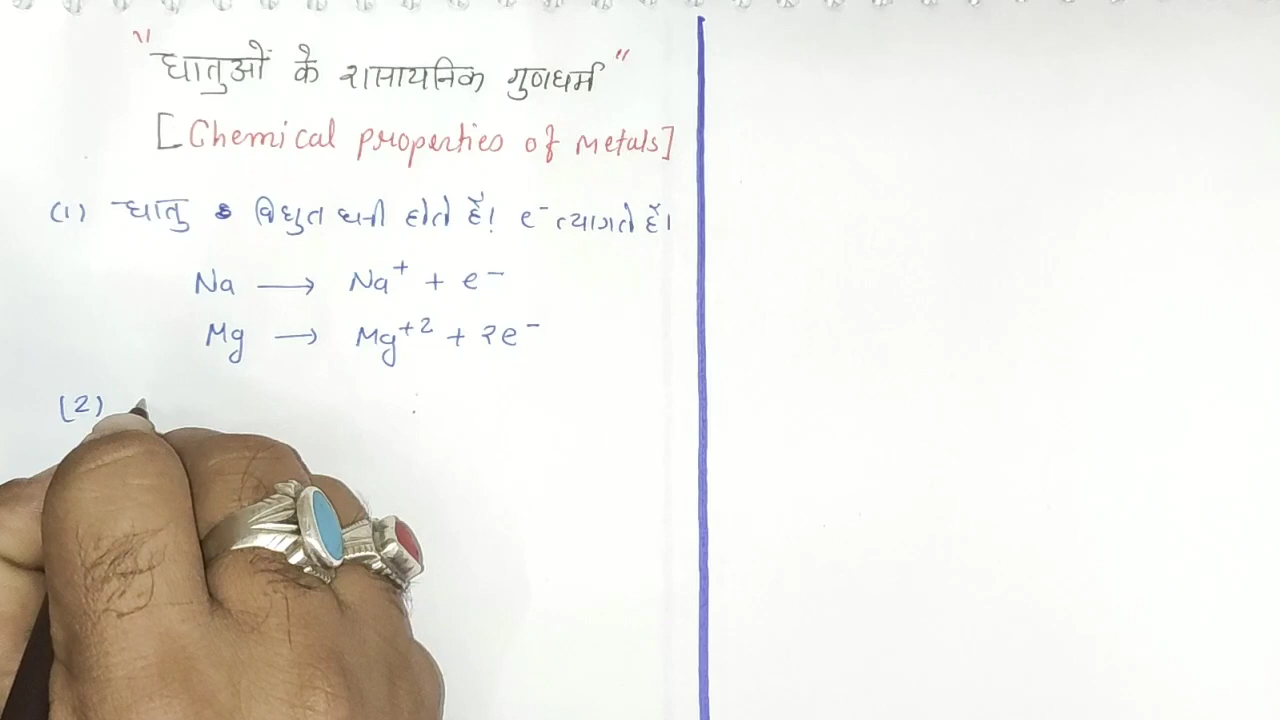 "धातुओं के रासायनिक गुणधर्म"
[Chemical properties of Metals]
(1) धातु विधुत धनी होते हैं! e⁻ त्यागते हैं।
Na ⟶ Na⁺ + e⁻
Mg ⟶ Mg⁺² + 2e⁻
(2)